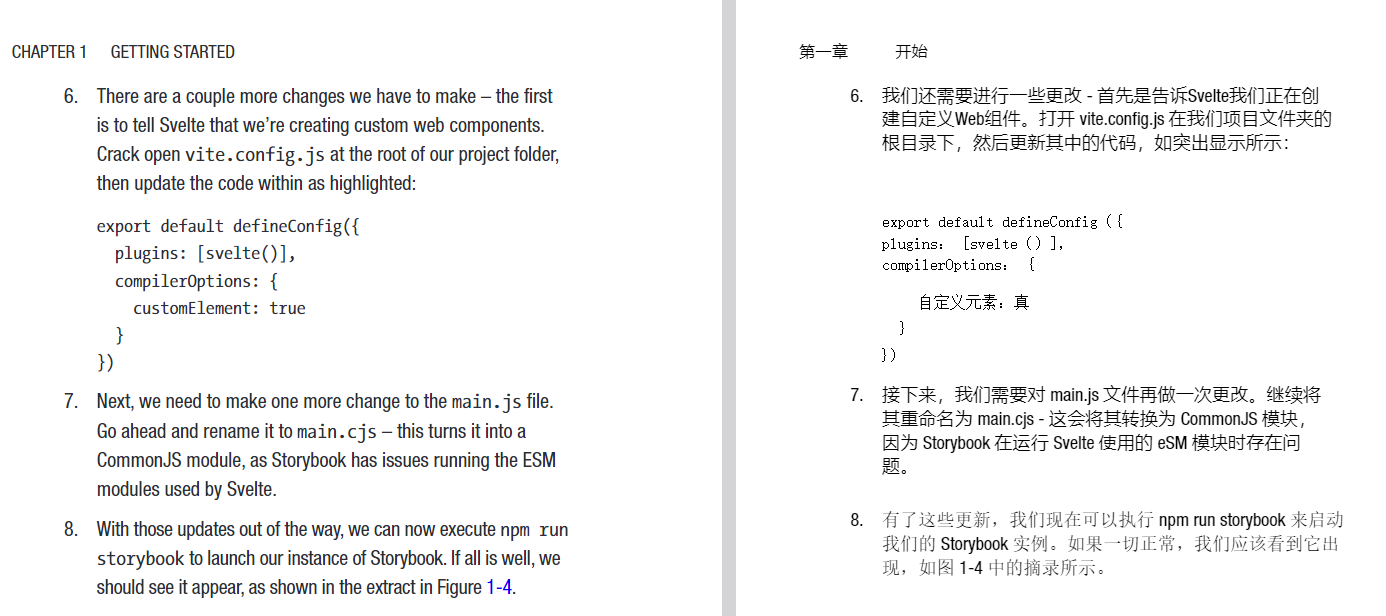 CHAPTER 1 GETTING STARTED
6. There are a couple more changes we have to make – the first
is to tell Svelte that we’re creating custom web components.
Crack open vite.config.js at the root of our project folder,
then update the code within as highlighted:
export default defineConfig({
plugins: [svelte()],
compilerOptions: {
customElement: true
}
})
7. Next, we need to make one more change to the main.js file.
Go ahead and rename it to main.cjs – this turns it into a
CommonJS module, as Storybook has issues running the ESM
modules used by Svelte.
8. With those updates out of the way, we can now execute npm run
storybook to launch our instance of Storybook. If all is well, we
should see it appear, as shown in the extract in Figure 1-4.
第一章 开始
6. 我们还需要进行一些更改 - 首先是告诉Svelte我们正在创
建自定义Web组件。打开 vite.config.js 在我们项目文件夹的
根目录下，然后更新其中的代码，如突出显示所示：
export default defineConfig（{
plugins： [svelte（）],
compilerOptions： {
自定义元素：真
}
}）
7. 接下来，我们需要对 main.js 文件再做一次更改。继续将
其重命名为 main.cjs - 这会将其转换为 CommonJS 模块，
因为 Storybook 在运行 Svelte 使用的 eSM 模块时存在问
题。
8. 有了这些更新，我们现在可以执行 npm run storybook 来启动
我们的 Storybook 实例。如果一切正常，我们应该看到它出
现，如图 1-4 中的摘录所示。